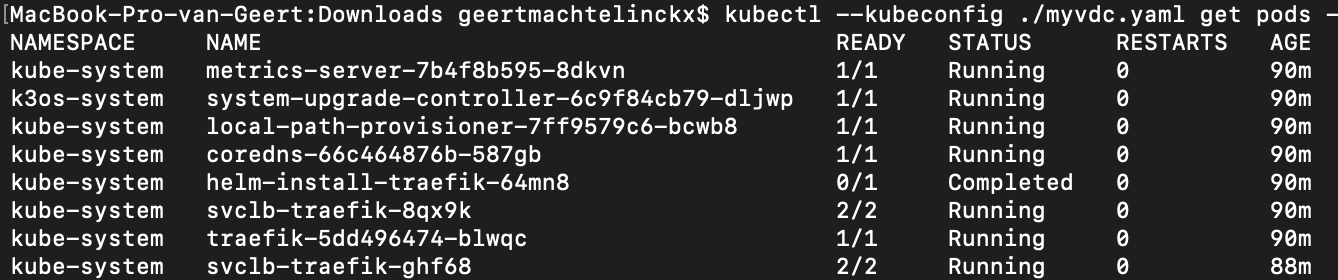 [MacBook-Pro-van-Geert:Downloads geertmachtelinckx$ kubectl --kubeconfig ./myvdc.yaml get pods -
NAMESPACE NAME READY STATUS RESTARTS AGE
kube-system metrics-server-7b4f8b595-8dkvn 1/1 Running 0 90m
k3os-system system-upgrade-controller-6c9f84cb79-dljwp 1/1 Running 0 90m
kube-system local-path-provisioner-7ff9579c6-bcwb8 1/1 Running 0 90m
kube-system coredns-66c464876b-587gb 1/1 Running 0 90m
kube-system helm-install-traefik-64mn8 0/1 Completed 0 90m
kube-system svclb-traefik-8qx9k 2/2 Running 0 90m
kube-system traefik-5dd496474-blwqc 1/1 Running 0 90m
kube-system svclb-traefik-ghf68 2/2 Running 0 88m